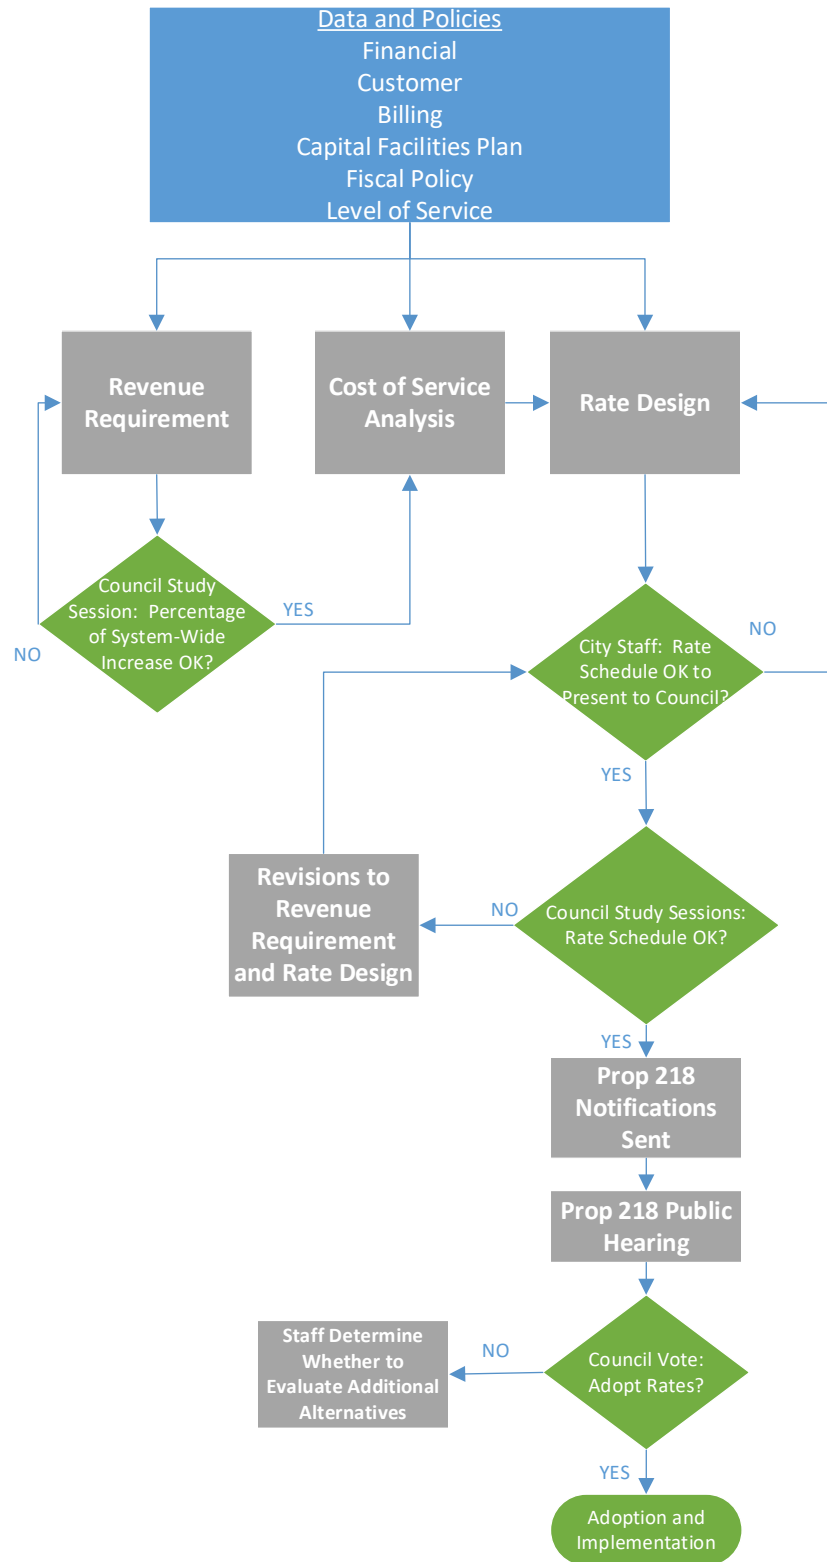 Data and Policies
Financial
Customer
Billing
Capital Facilities Plan
Fiscal Policy
Level of Service
Revenue
Requirement
Cost of Service
Analysis
Rate Design
Council Study
Session:  Percentage
of System-Wide
Increase OK?
YES
NO
City Staff:  Rate
Schedule OK to
Present to Council?
NO
YES
Revisions to
Revenue
Requirement
and Rate Design
NO
Council Study Sessions:
Rate Schedule OK?
YES
Prop 218
Notifications
Sent
Prop 218 Public
Hearing
Staff Determine
Whether to
Evaluate Additional
Alternatives
NO
Council Vote:
Adopt Rates?
YES
Adoption and
Implementation